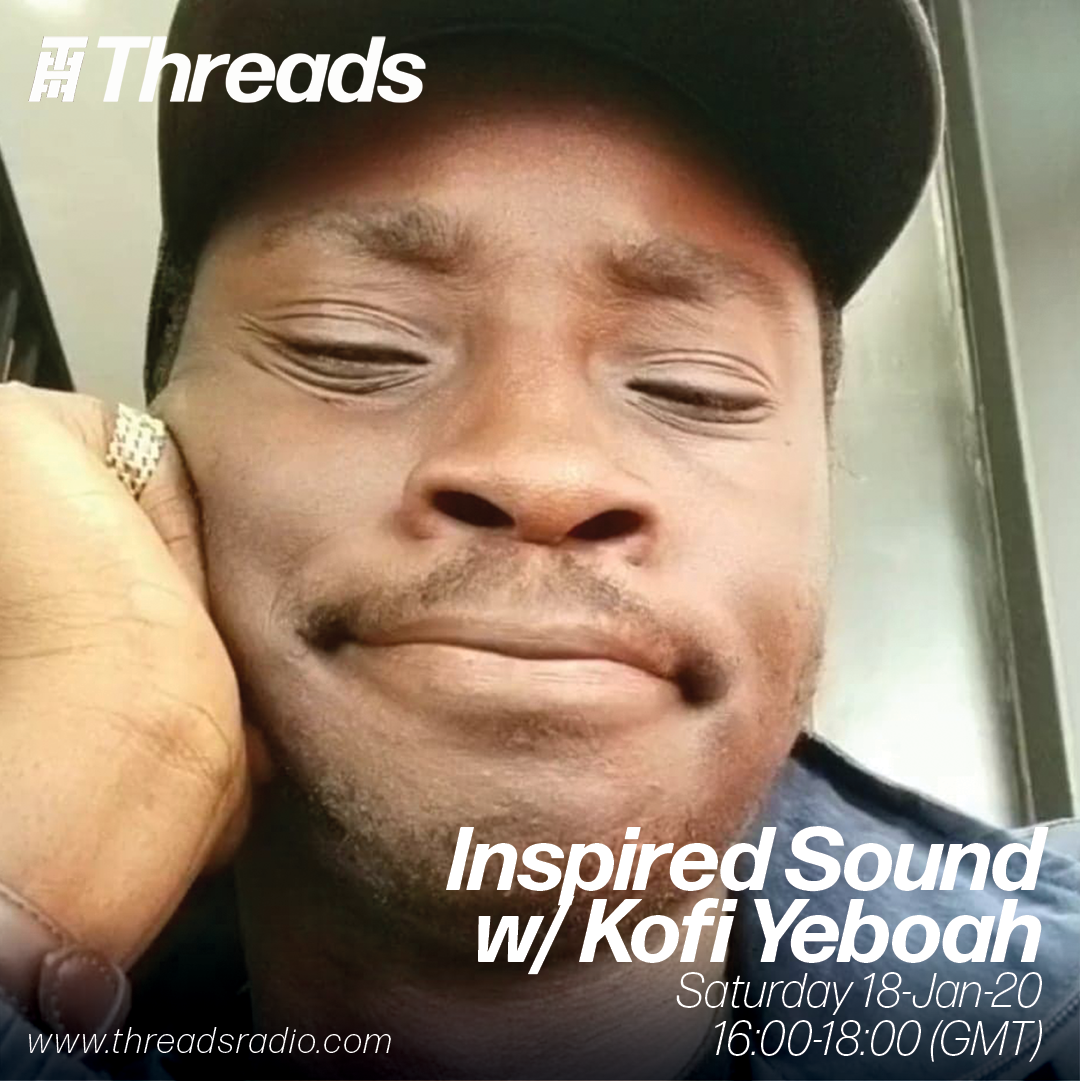 Threads
Inspired Sound
w/ Kofi Yeboah
Saturday 18-Jan-20
16:00-18:00 (GMT)
www.threadsradio.com